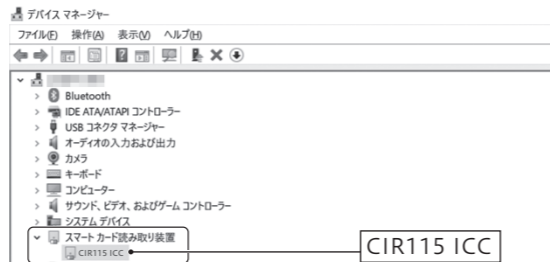 デバイス マネージャー
ファイル(F) 操作(A) 表示(V) ヘルプ(H)
Bluetooth
IDE ATA/ATAPI コントローラー
USB コネクタ マネージャー
オーディオの入力および出力
カメラ
キーボード
コンピューター
サウンド、ビデオ、およびゲーム コントローラー
システム デバイス
スマート カード読み取り装置
CIR115 ICC
CIR115 ICC